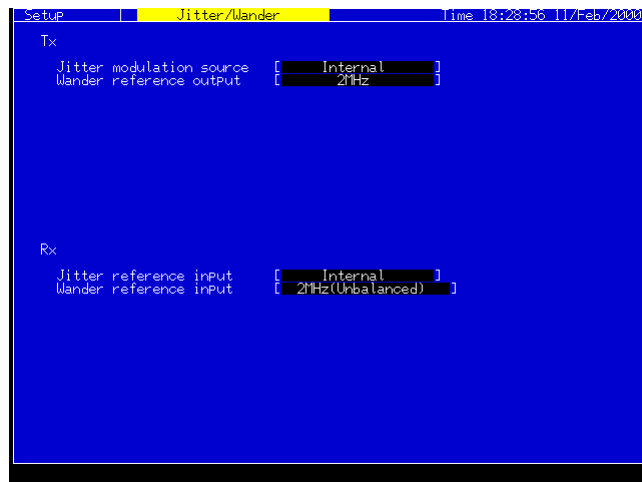 Setup | Jitter/Wander Time 18:28:56 11/Feb/2000
Tx
Jitter modulation source [ Internal ]
Wander reference output [ 2MHz ]
Rx
Jitter reference input [ Internal ]
Wander reference input [ 2MHz(Unbalanced) ]